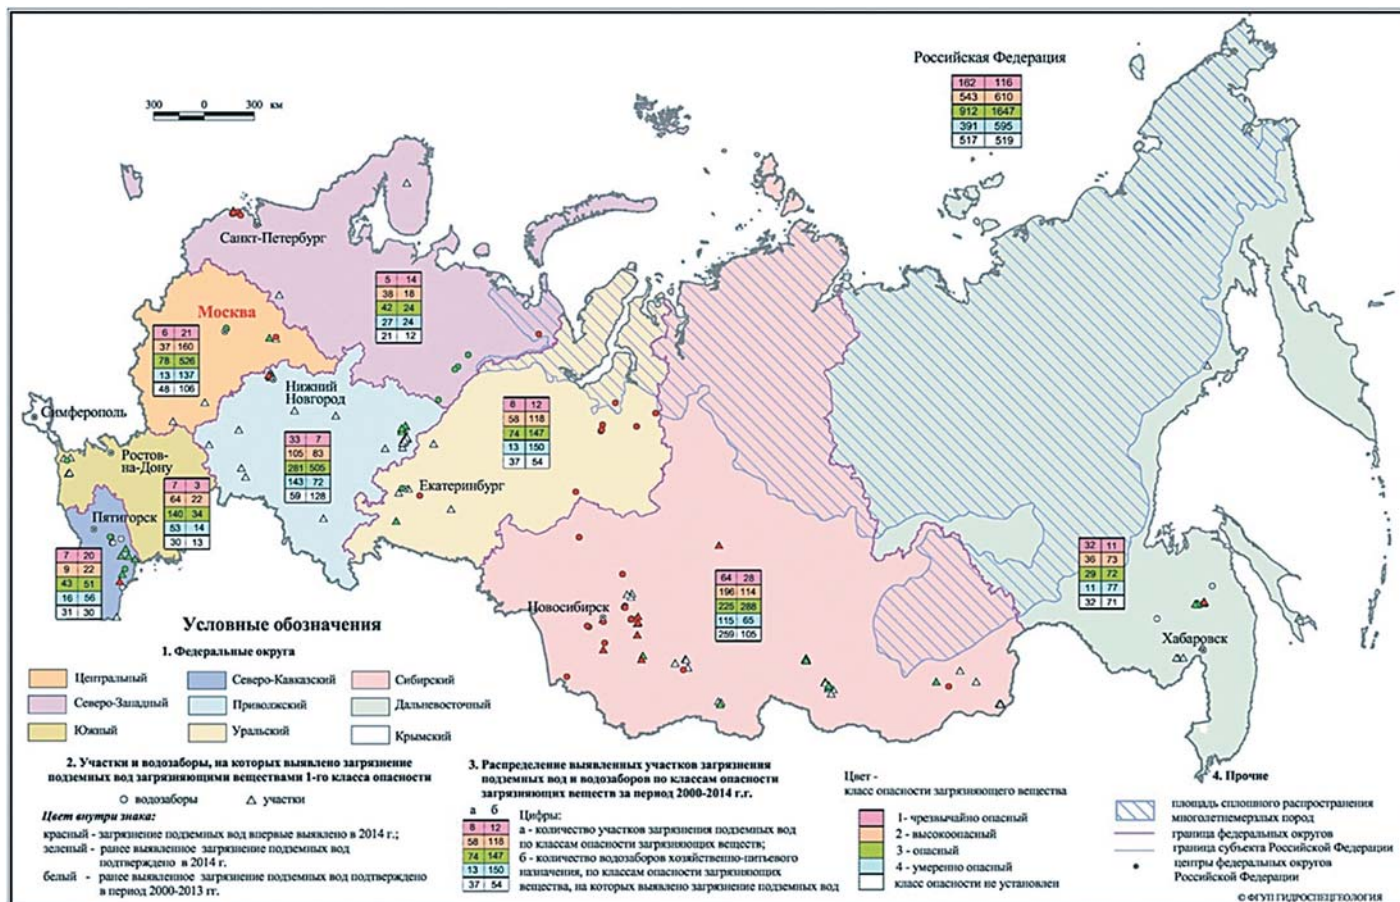 Российская Федерация
162 116
543 610
912 1647
391 595
517 519
300 0 300 км
Санкт-Петербург
5 14
38 18
42 24
27 24
21 12
Москва
6 21
37 160
78 526
13 137
48 106
Нижний
Новгород
Симферополь
8 12
58 118
74 147
13 150
37 54
33 7
105 83
281 505
143 72
59 128
Ростов-
на-Дону
Екатеринбург
7 3
64 22
140 34
53 14
30 13
Пятигорск
7 20
9 22
43 51
16 56
31 30
32 11
36 73
29 72
11 77
32 71
64 28
196 114
225 288
115 65
259 105
Новосибирск
Хабаровск
Условные обозначения
1. Федеральные округа
Центральный
Северо-Кавказский
Сибирский
Северо-Западный
Приволжский
Дальневосточный
Южный
Уральский
Крымский
2. Участки и водозаборы, на которых выявлено загрязнение
подземных вод загрязняющими веществами 1-го класса опасности
водозаборы
участки
Цвет внутри знака:
красный - загрязнение подземных вод впервые выявлено в 2014 г.;
зеленый - ранее выявленное загрязнение подземных вод
подтверждено в 2014 г.
белый - ранее выявленное загрязнение подземных вод подтверждено
в период 2000-2013 гг.
3. Распределение выявленных участков загрязнения
подземных вод и водозаборов по классам опасности
загрязняющих веществ за период 2000-2014 г.г.
а б
8 12
58 118
74 147
13 150
37 54
Цифры:
а - количество участков загрязнения подземных вод
по классам опасности загрязняющих веществ;
б - количество водозаборов хозяйственно-питьевого
назначения, по классам опасности загрязняющих
вещества, на которых выявлено загрязнение подземных вод
Цвет -
класс опасности загрязняющего вещества
1- чрезвычайно опасный
2 - высокоопасный
3 - опасный
4 - умеренно опасный
класс опасности не установлен
4. Прочие
площадь сплошного распространения
многолетнемерзлых пород
граница федеральных округов
граница субъекта Российской Федерации
центры федеральных округов
Российской Федерации
© ФГУП ГИДРОСПЕЦГЕОЛОГИЯ